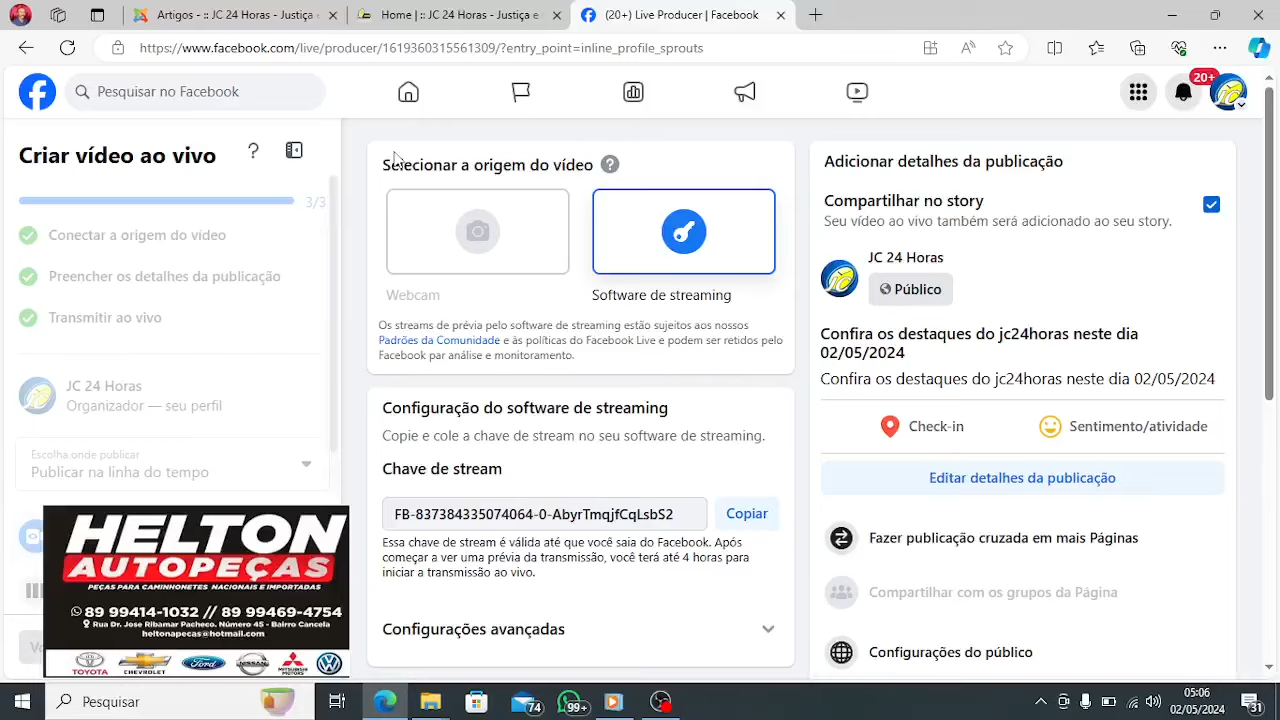 Artigos - :: JC 24 Horas - Justiça e
Home | :: JC 24 Horas - Justiça e
(20+) Live Producer | Facebook
https://www.facebook.com/live/producer/1619360315561309/?entry_point=inline_profile_sprouts
Pesquisar no Facebook
20+
Criar vídeo ao vivo
3/3
Conectar a origem do vídeo
Preencher os detalhes da publicação
Transmitir ao vivo
JC 24 Horas
Organizador — seu perfil
Escolha onde publicar
Publicar na linha do tempo
HELTON
AUTOPEÇAS
PEÇAS PARA CAMINHONETES NACIONAIS E IMPORTADAS
89 99414-1032 // 89 99469-4754
Rua Dr. Jose Ribamar Pacheco. Número 45 - Bairro Cancela
heltonapecas@hotmail.com
TOYOTA
CHEVROLET
Ford
NISSAN
MITSUBISHI
MOTORS
Selecionar a origem do vídeo
Webcam
Software de streaming
Os streams de prévia pelo software de streaming estão sujeitos aos nossos
Padrões da Comunidade e às políticas do Facebook Live e podem ser retidos pelo
Facebook par análise e monitoramento.
Configuração do software de streaming
Copie e cole a chave de stream no seu software de streaming.
Chave de stream
FB-837384335074064-0-AbyrTmqjfCqLsbS2
Copiar
Essa chave de stream é válida até que você saia do Facebook. Após
começar a ver uma prévia da transmissão, você terá até 4 horas para
iniciar a transmissão ao vivo.
Configurações avançadas
Adicionar detalhes da publicação
Compartilhar no story
Seu vídeo ao vivo também será adicionado ao seu story.
JC 24 Horas
Público
Confira os destaques do jc24horas neste dia
02/05/2024
Confira os destaques do jc24horas neste dia 02/05/2024
Check-in
Sentimento/atividade
Editar detalhes da publicação
Fazer publicação cruzada em mais Páginas
Compartilhar com os grupos da Página
Configurações do público
Pesquisar
74
99+
05:06
02/05/2024
31